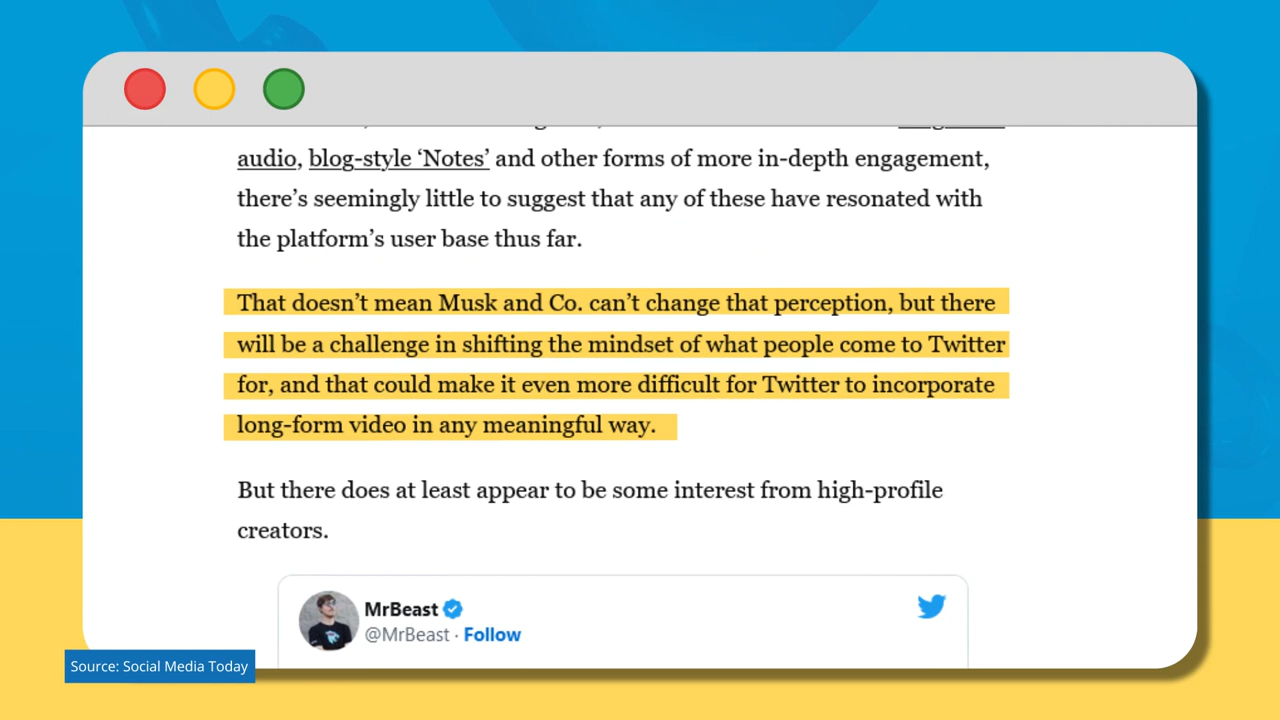 audio, blog-style ‘Notes’ and other forms of more in-depth engagement,
there’s seemingly little to suggest that any of these have resonated with
the platform’s user base thus far.
That doesn’t mean Musk and Co. can’t change that perception, but there
will be a challenge in shifting the mindset of what people come to Twitter
for, and that could make it even more difficult for Twitter to incorporate
long-form video in any meaningful way.
But there does at least appear to be some interest from high-profile
creators.
MrBeast
@MrBeast · Follow
Source: Social Media Today